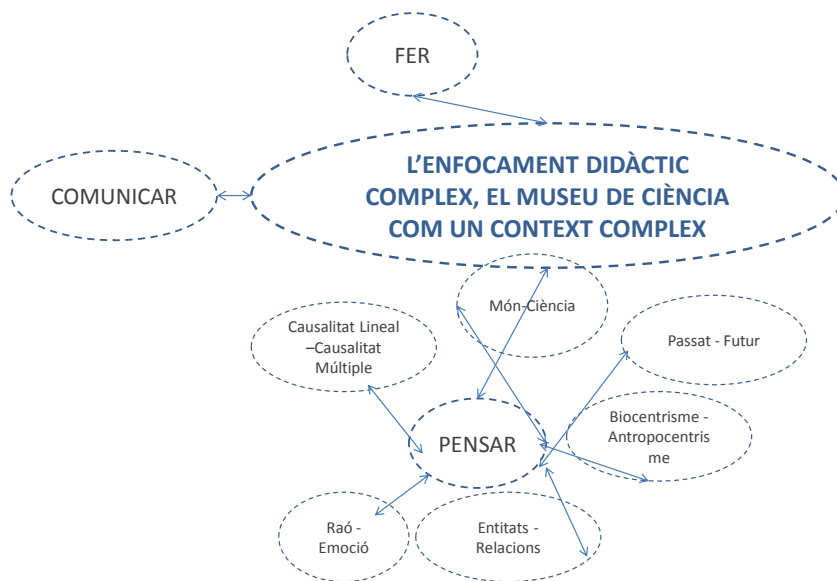 FER
L'ENFOCAMENT DIDÀCTIC
COMPLEX, EL MUSEU DE CIÈNCIA
COM UN CONTEXT COMPLEX
COMUNICAR
Món-Ciència
Causalitat Lineal
–Causalitat
Múltiple
Passat - Futur
Biocentrisme -
Antropocentris
me
PENSAR
Raó -
Emoció
Entitats -
Relacions